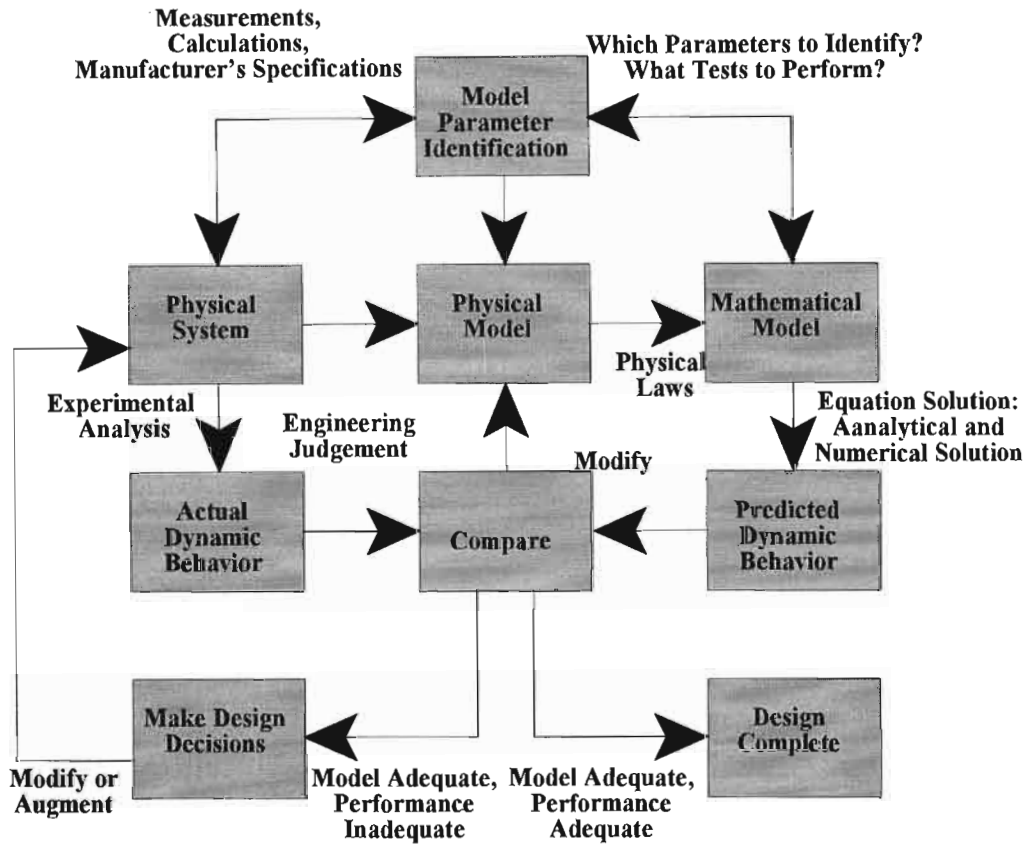 Measurements,
Calculations,
Manufacturer's Specifications
Which Parameters to Identify?
What Tests to Perform?
Model
Parameter
Identification
Physical
System
Physical
Model
Mathematical
Model
Physical
Laws
Experimental
Analysis
Engineering
Judgement
Modify
Equation Solution:
Aanalytical and
Numerical Solution
Actual
Dynamic
Behavior
Compare
Predicted
Dynamic
Behavior
Make Design
Decisions
Design
Complete
Modify or
Augment
Model Adequate,
Performance
Inadequate
Model Adequate,
Performance
Adequate